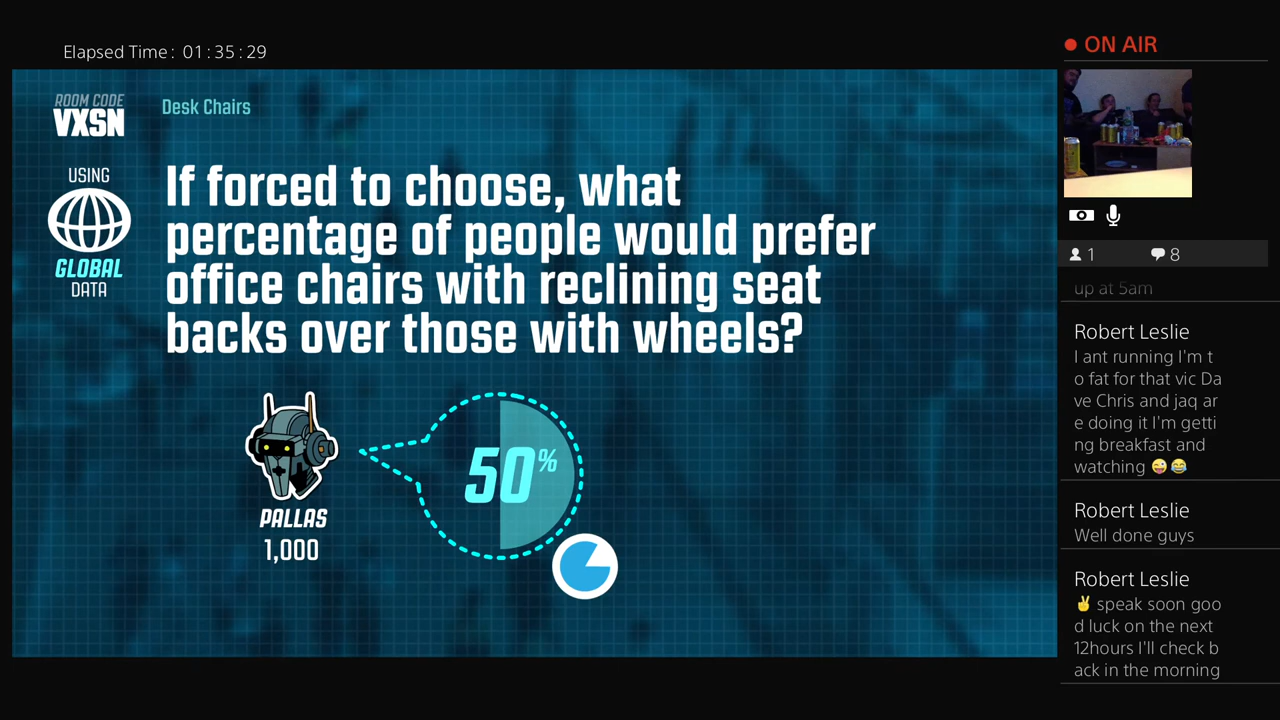 Elapsed Time: 01:35:29
ON AIR
ROOM CODE
VXSN
Desk Chairs
USING
GLOBAL
DATA
If forced to choose, what
percentage of people would prefer
office chairs with reclining seat
backs over those with wheels?
PALLAS
1,000
50%
1
8
up at 5am
Robert Leslie
I ant running I'm t
o fat for that vic Da
ve Chris and jaq ar
e doing it I'm getti
ng breakfast and
watching 😜😂
Robert Leslie
Well done guys
Robert Leslie
✌ speak soon goo
d luck on the next
12hours I'll check b
ack in the morning